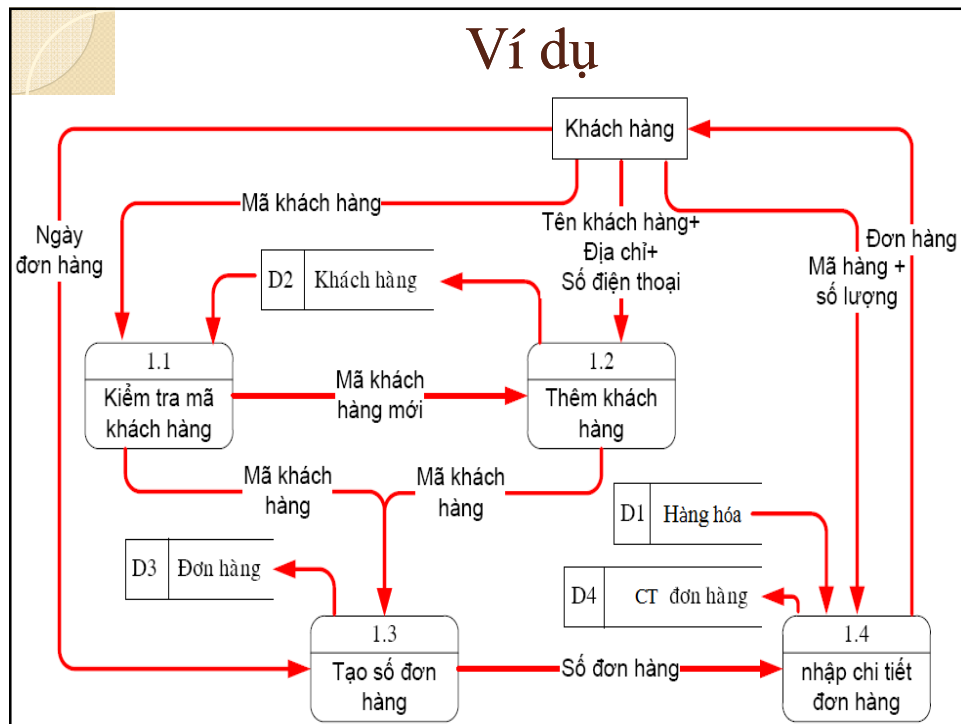 Ví dụ
Khách hàng
Mã khách hàng
Ngày
đơn hàng
Tên khách hàng+
Địa chỉ+
Số điện thoại
Đơn hàng
Mã hàng +
số lượng
D2 Khách hàng
1.1
Kiểm tra mã
khách hàng
Mã khách
hàng mới
1.2
Thêm khách
hàng
Mã khách
hàng
Mã khách
hàng
D1 Hàng hóa
D3 Đơn hàng
D4 CT đơn hàng
1.3
Tạo số đơn
hàng
Số đơn hàng
1.4
nhập chi tiết
đơn hàng